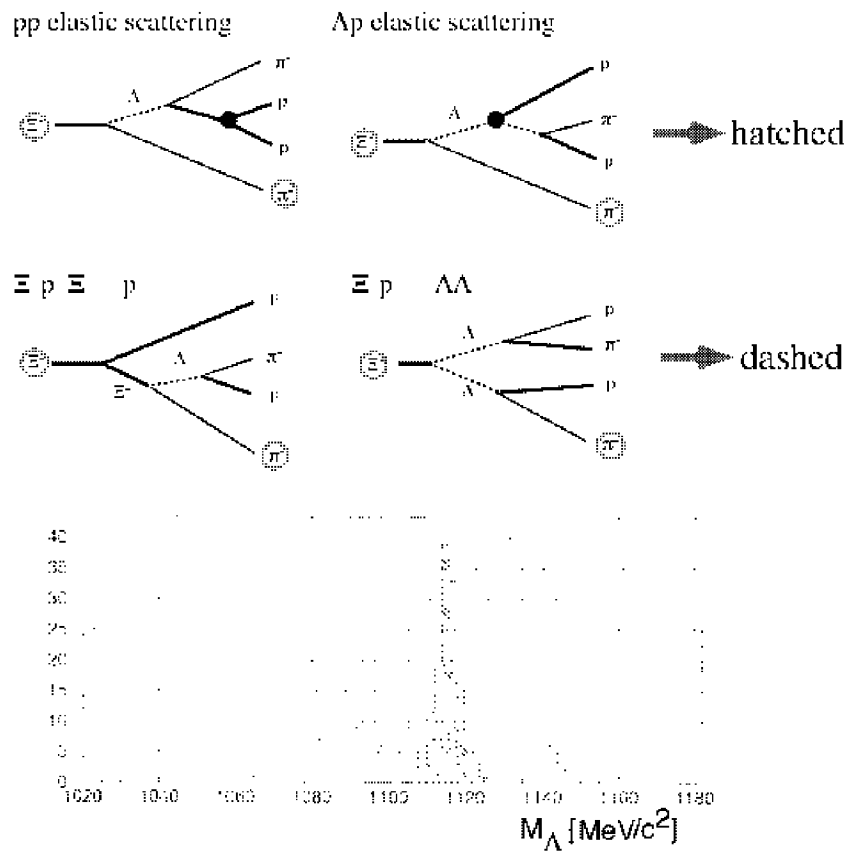 pp elastic scattering
Λp elastic scattering
π⁻
p
p
Λ
Ξ⁻
π⁻
p
Λ
π⁻
p
Ξ
π⁻
hatched
Ξ p Ξ p
Ξ p ΛΛ
p
Λ
π⁻
p
Ξ⁻
Ξ⁻
π⁻
p
Λ
π⁻
Ξ⁻
p
Λ
π⁻
dashed
40
35
30
25
20
15
10
5
0
1020 1040 1060 1080 1100 1120 1140 1160 1180
M_Λ [MeV/c²]